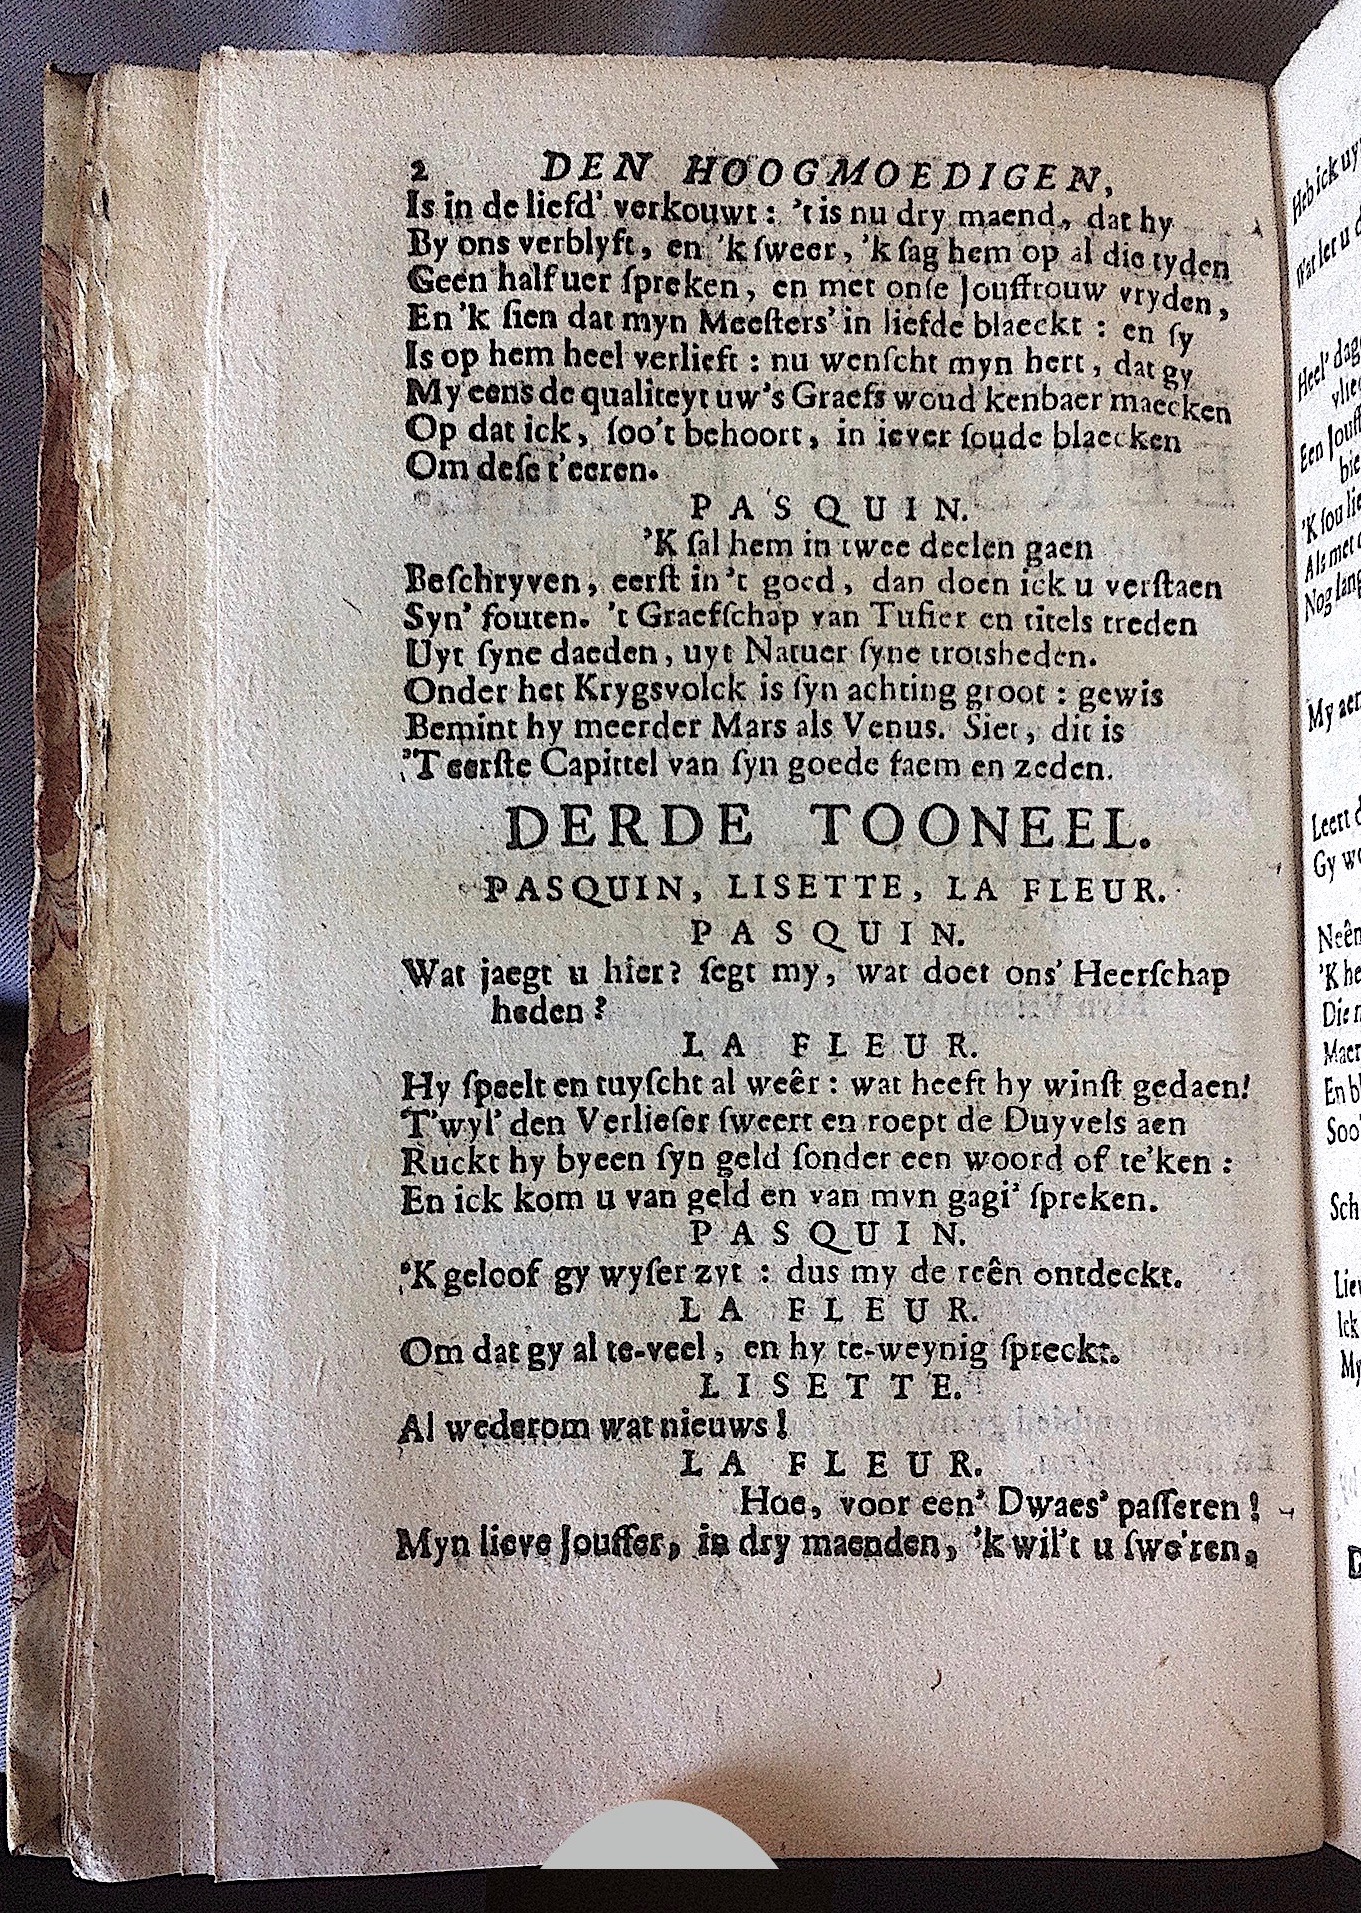 2 DEN HOOGMOEDIGEN,
Is in de liefd' verkouwt: 't is nu dry maend, dat hy
By ons verblyft, en 'k ſweer, 'k ſag hem op al die tyden
Geen half uer ſpreken, en met onſe Jouffrouw vryden,
En 'k ſien dat myn Meeſters' in liefde blaeckt: en ſy
Is op hem heel verlieft: nu wenſcht myn hert, dat gy
My eens de qualiteyt uw's Graefs woud kenbaer maecken
Op dat ick, ſoo't behoort, in iever ſoude blaecken
Om deſe t'eeren.
PASQUIN.
'K ſal hem in twee deelen gaen
Beſchryven, eerſt in 't goed, dan doen ick u verſtaen
Syn' fouten. 't Graefſchap van Tufier en titels treden
Uyt ſyne daeden, uyt Natuer ſyne trotsheden.
Onder het Krygsvolck is ſyn achting groot: gewis
Bemint hy meerder Mars als Venus. Siet, dit is
'T eerſte Capittel van ſyn goede faem en zeden.
DERDE TOONEEL.
PASQUIN, LISETTE, LA FLEUR.
PASQUIN.
Wat jaegt u hier? ſegt my, wat doet ons' Heerſchap
heden?
LA FLEUR.
Hy ſpeelt en tuyſcht al weêr: wat heeft hy winſt gedaen!
T'wyl' den Verlieſer ſweert en roept de Duyvels aen
Ruckt hy byeen ſyn geld ſonder een woord of te'ken:
En ick kom u van geld en van myn gagi' ſpreken.
PASQUIN.
'K geloof gy wyſer zyt: dus my de reên ontdeckt.
LA FLEUR.
Om dat gy al te-veel, en hy te-weynig ſpreckt.
LISETTE.
Al wederom wat nieuws!
LA FLEUR.
Hoe, voor een' Dwaes' paſſeren!
Myn lieve Jouffer, in dry maenden, 'k wil't u ſwe'ren,